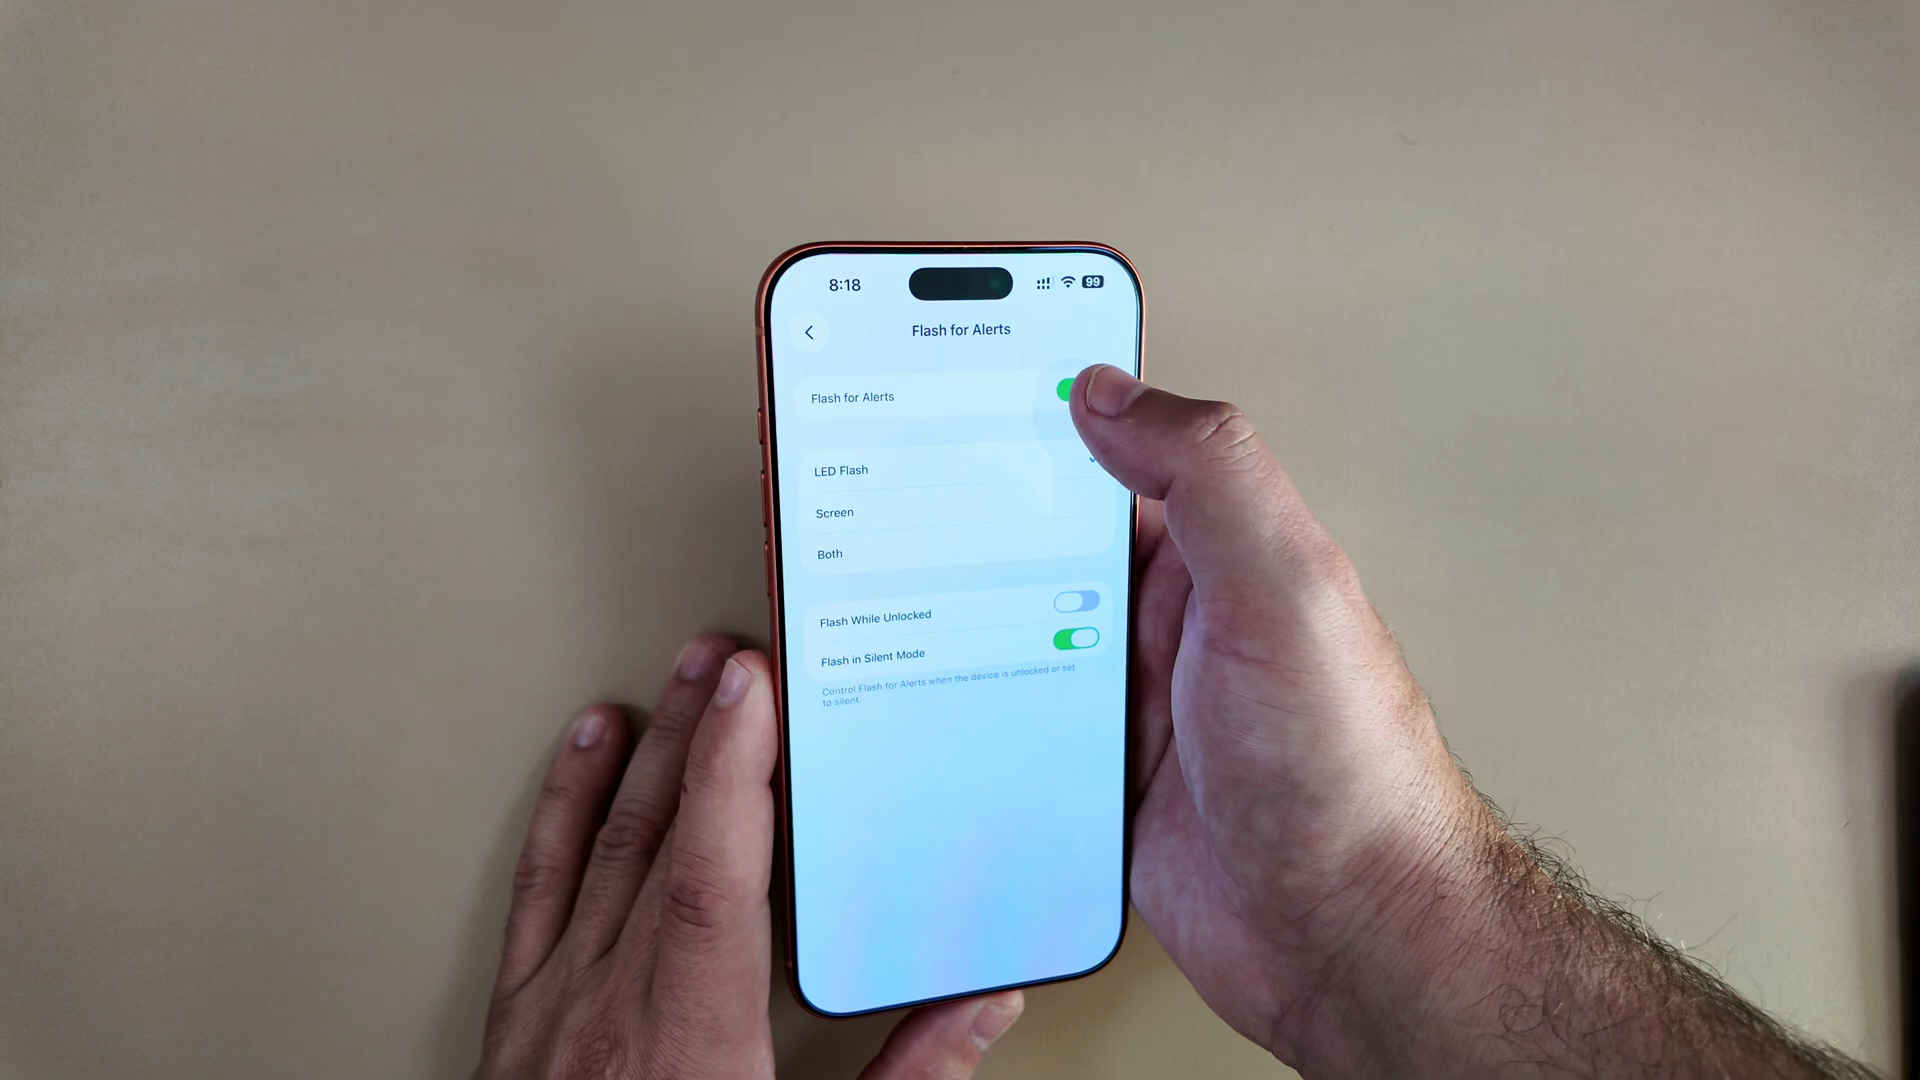 8:18
99
Flash for Alerts
Flash for Alerts
LED Flash
Screen
Both
Flash While Unlocked
Flash in Silent Mode
Control Flash for Alerts when the device is unlocked or set
to silent.